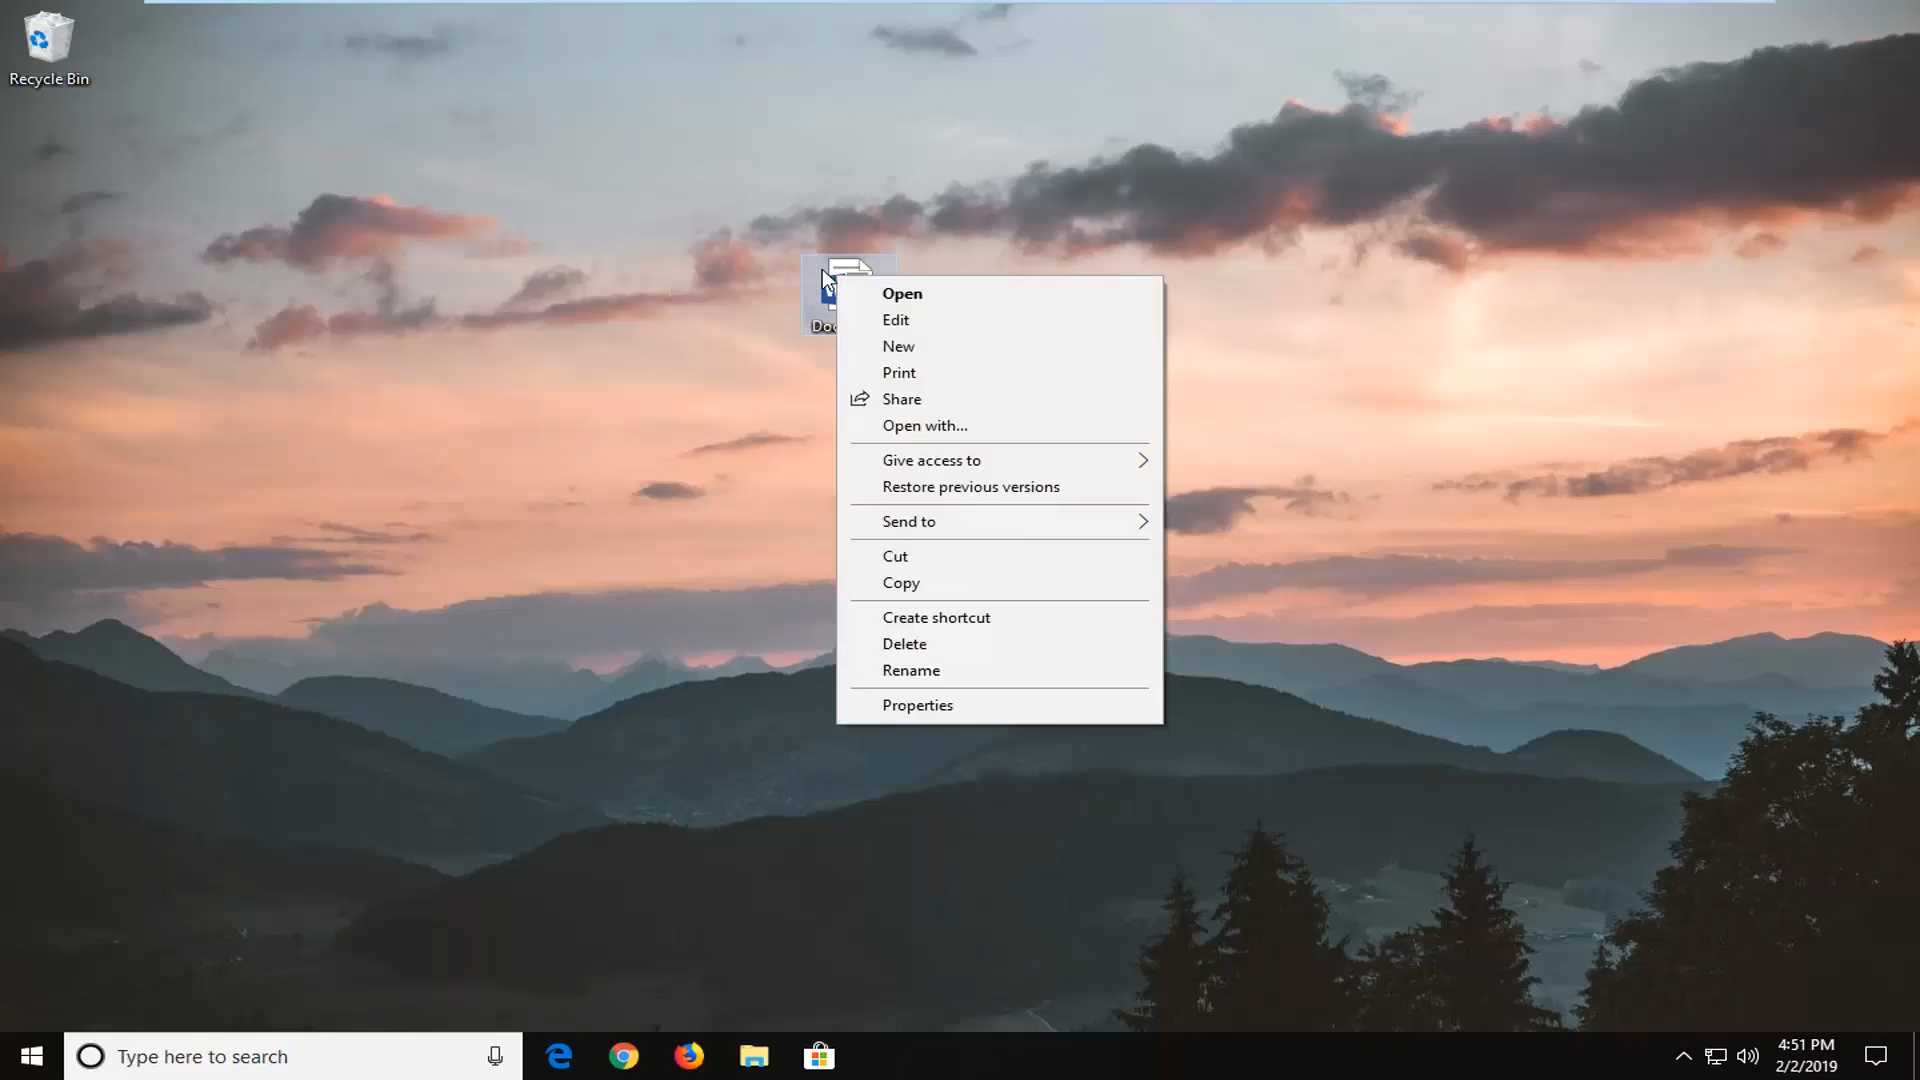 Recycle Bin
Open
Edit
New
Print
Share
Open with...
Give access to
Restore previous versions
Send to
Cut
Copy
Create shortcut
Delete
Rename
Properties
Type here to search
4:51 PM
2/2/2019